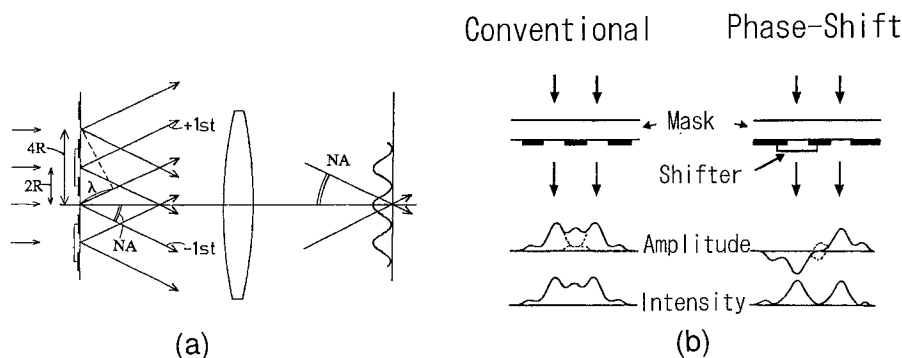 4R
2R
λ
NA
+1st
-1st
NA
(a)
Conventional
Phase-Shift
Mask
Shifter
Amplitude
Intensity
(b)